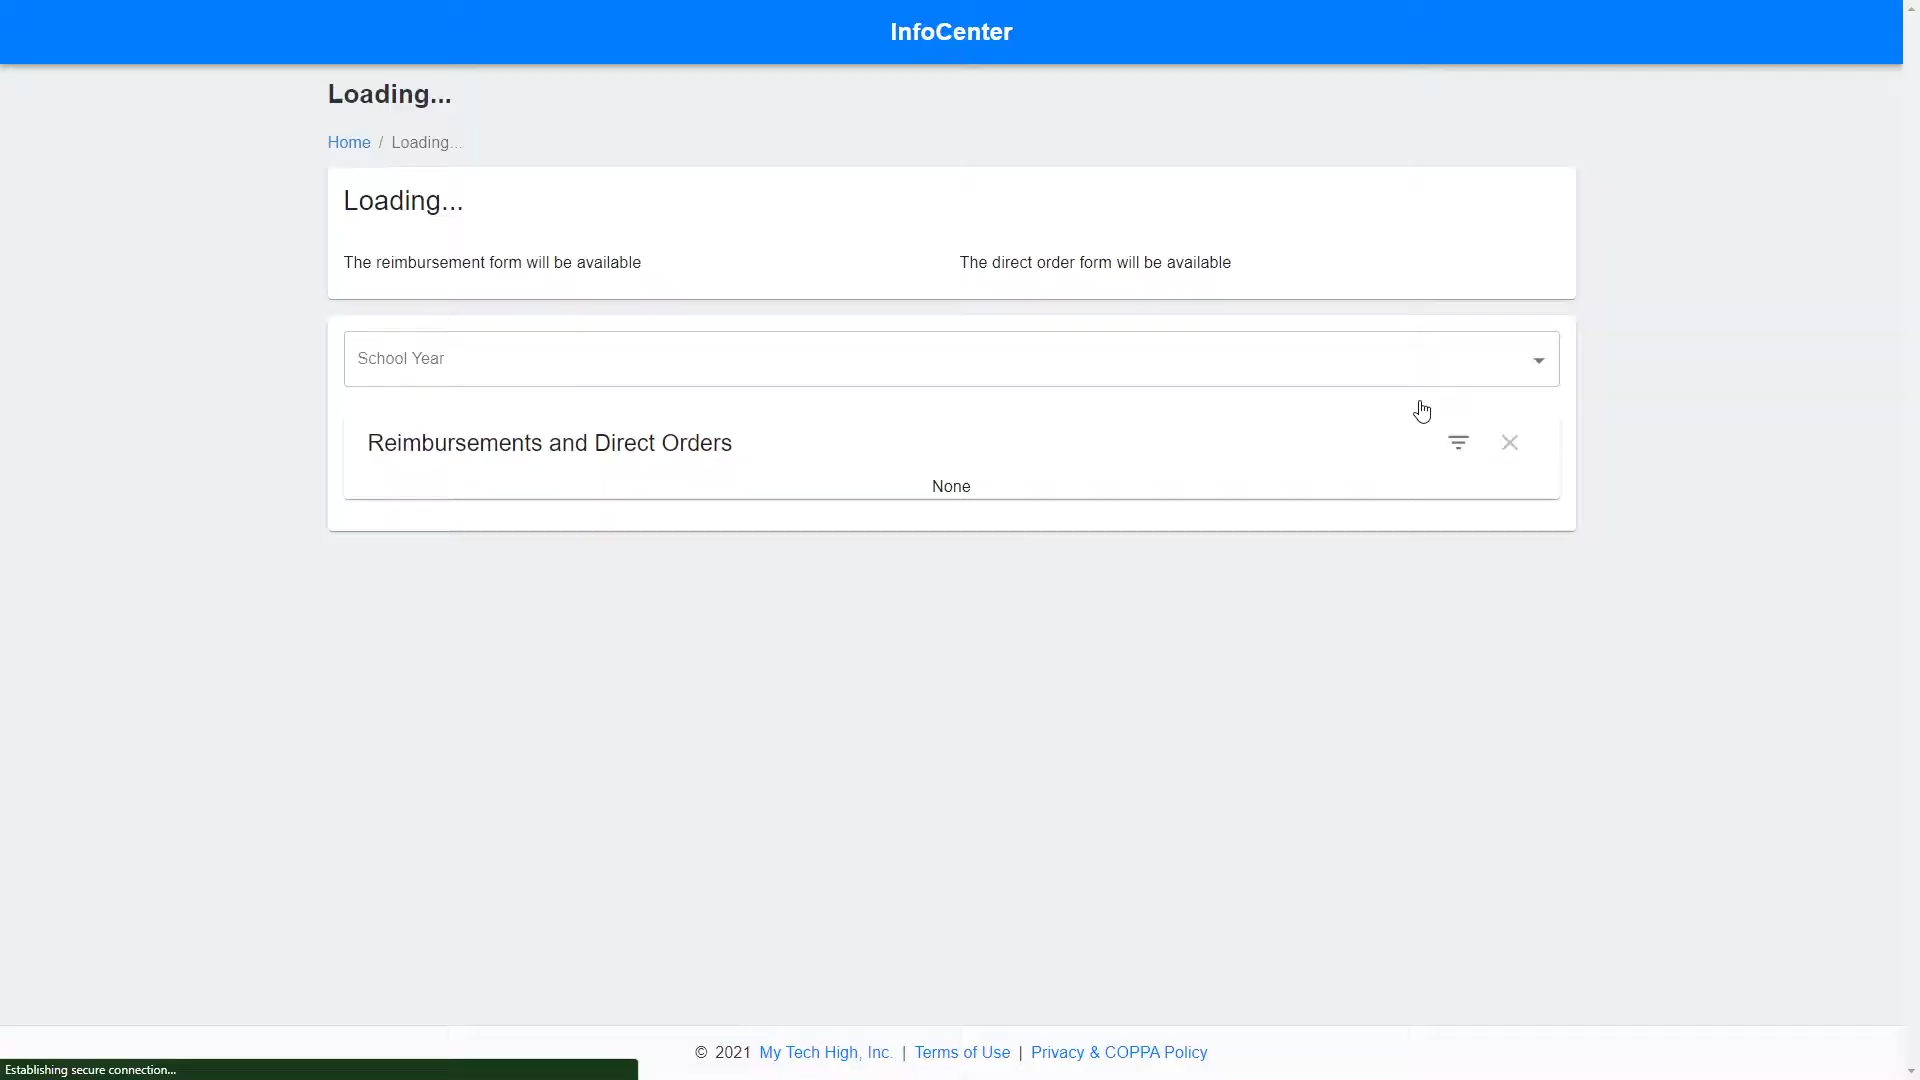 InfoCenter
Loading...
Home / Loading...
Loading...
The reimbursement form will be available
The direct order form will be available
School Year
Reimbursements and Direct Orders
None
© 2021 My Tech High, Inc. | Terms of Use | Privacy & COPPA Policy
Establishing secure connection...